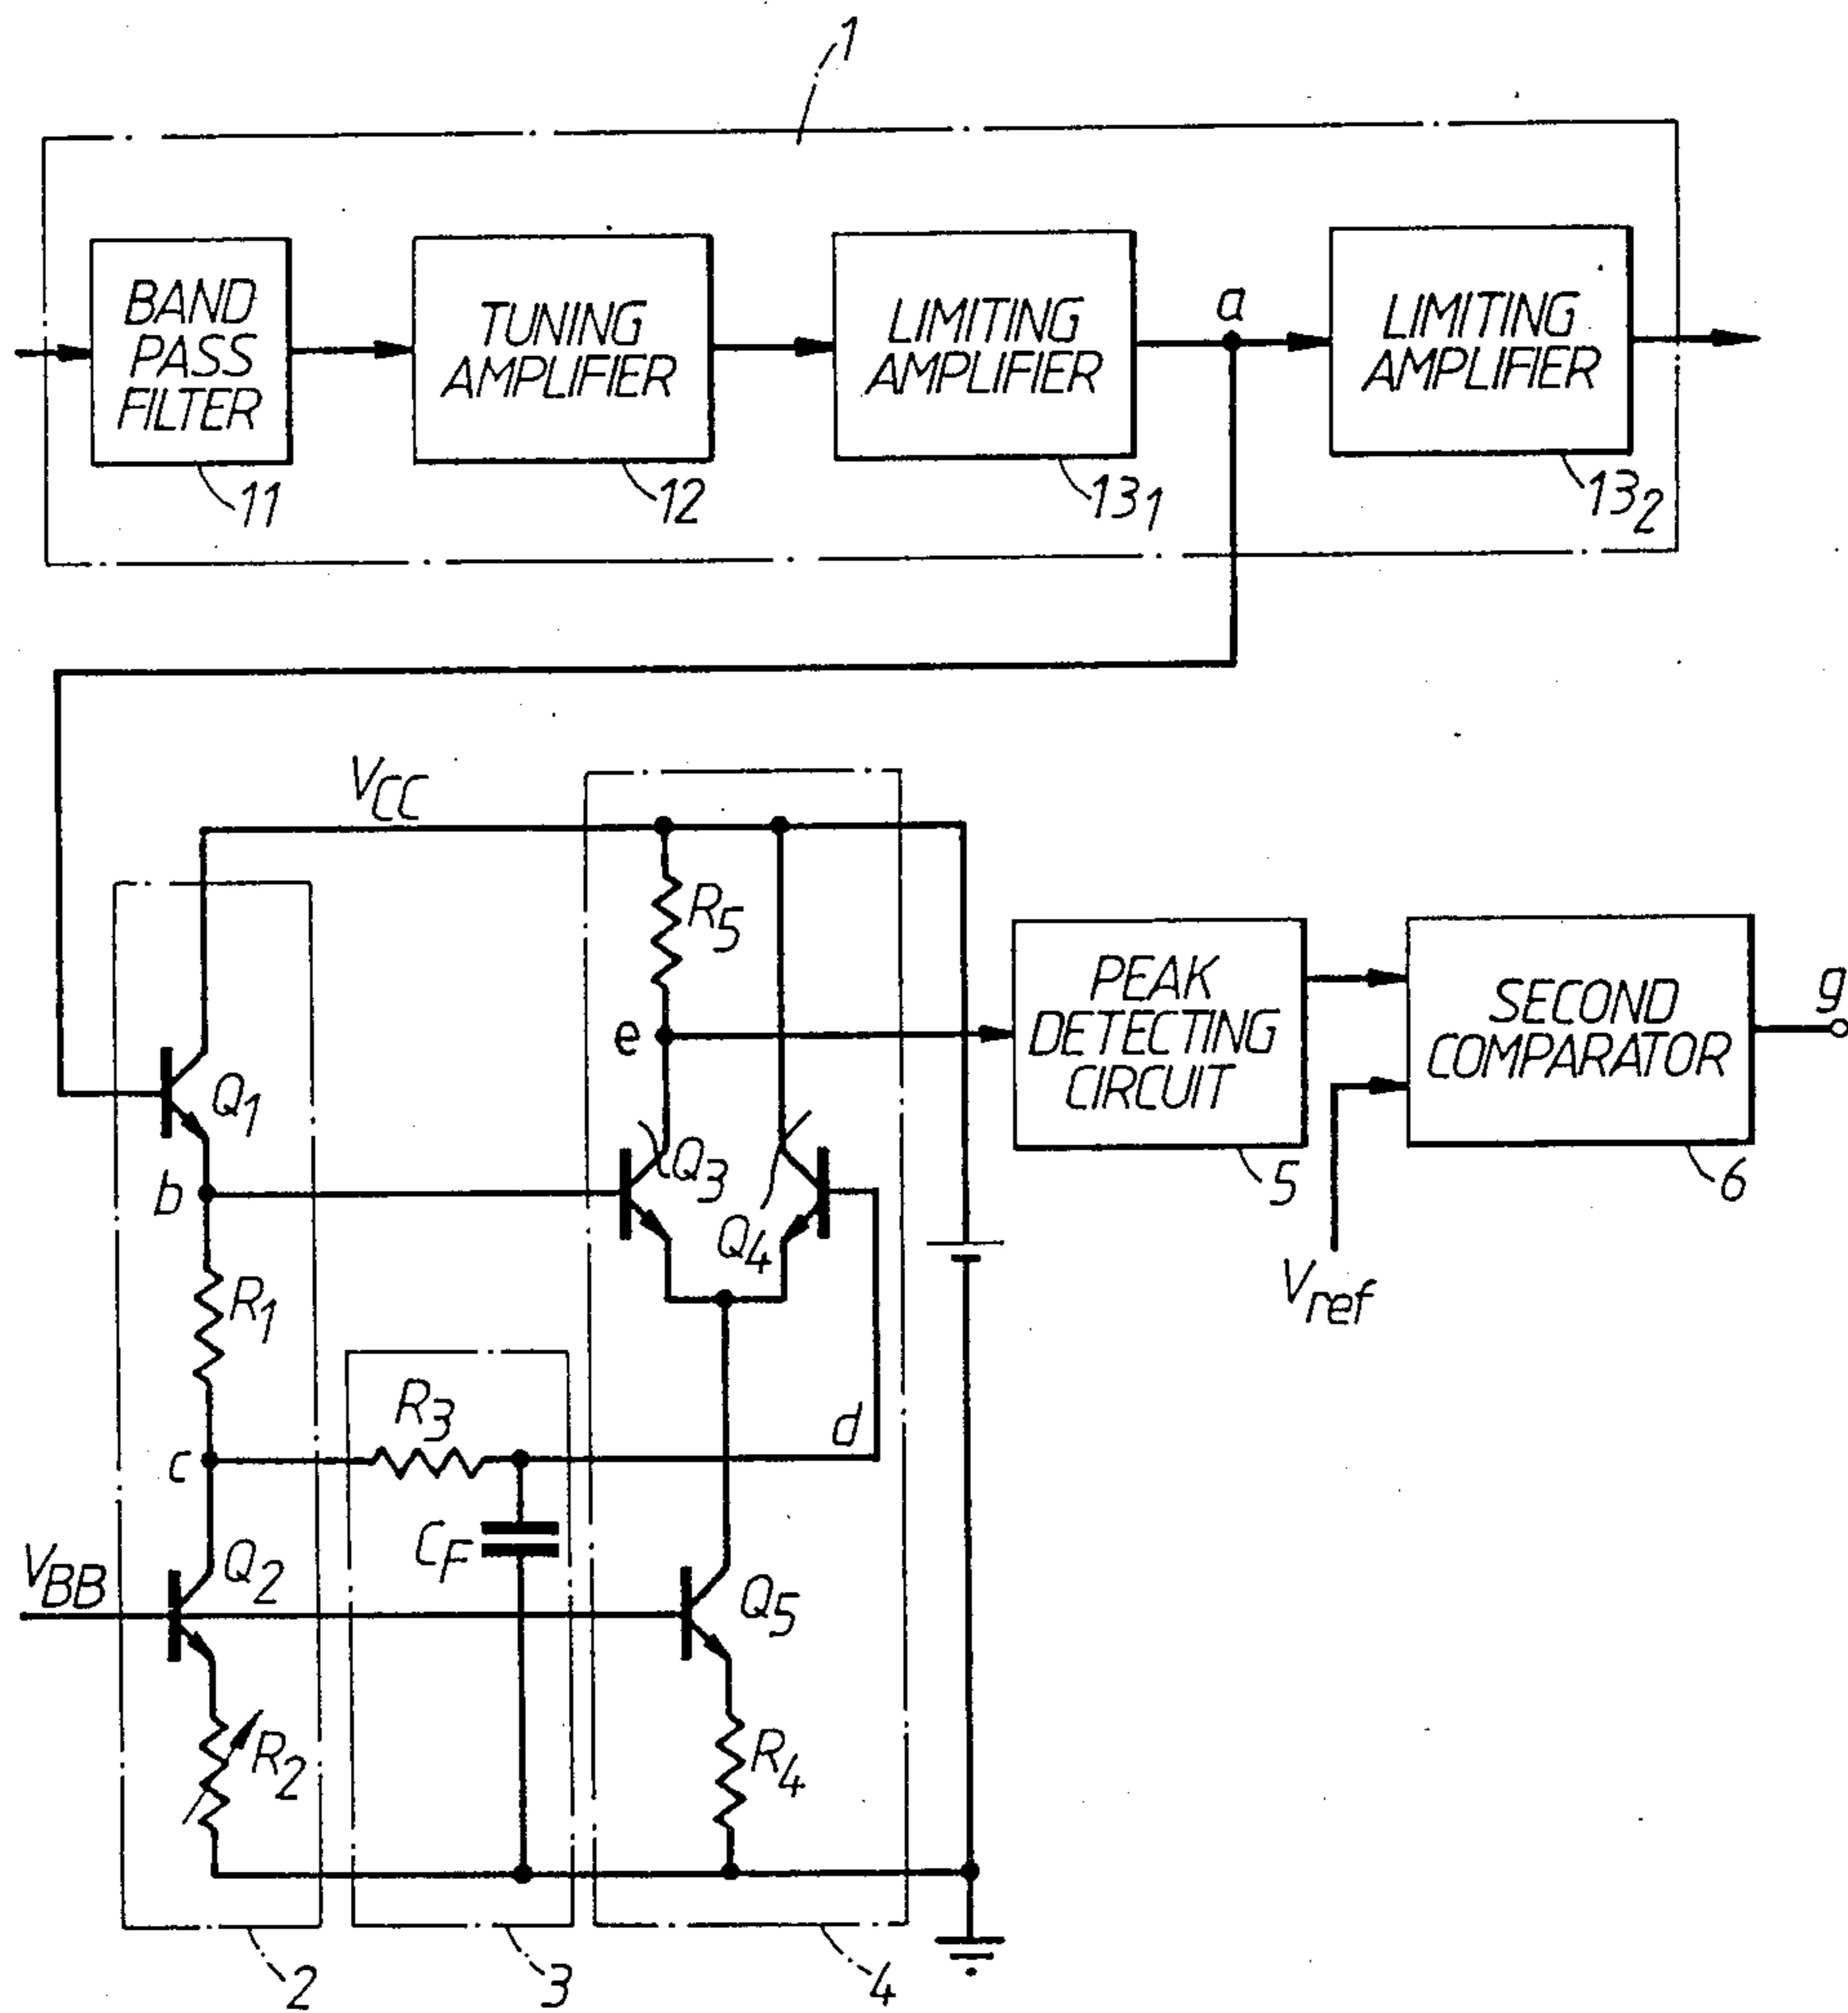 1
BAND
PASS
FILTER
TUNING
AMPLIFIER
LIMITING
AMPLIFIER
a
LIMITING
AMPLIFIER
11
12
13₁
13₂
VCC
R5
e
PEAK
DETECTING
CIRCUIT
SECOND
COMPARATOR
g
Q1
Q3
b
Q4
5
6
R1
Vref
R3
d
c
CF
VBB
Q2
Q5
R2
R4
2
3
4